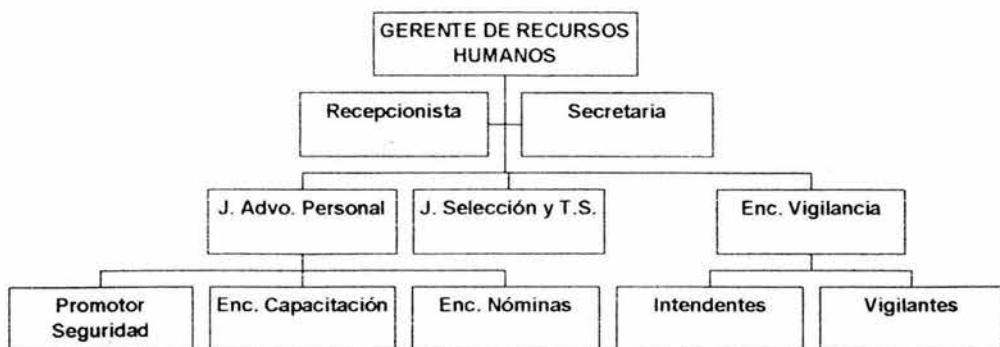 GERENTE DE RECURSOS
HUMANOS
Recepcionista
Secretaria
J. Advo. Personal
J. Selección y T.S.
Enc. Vigilancia
Promotor
Seguridad
Enc. Capacitación
Enc. Nóminas
Intendentes
Vigilantes